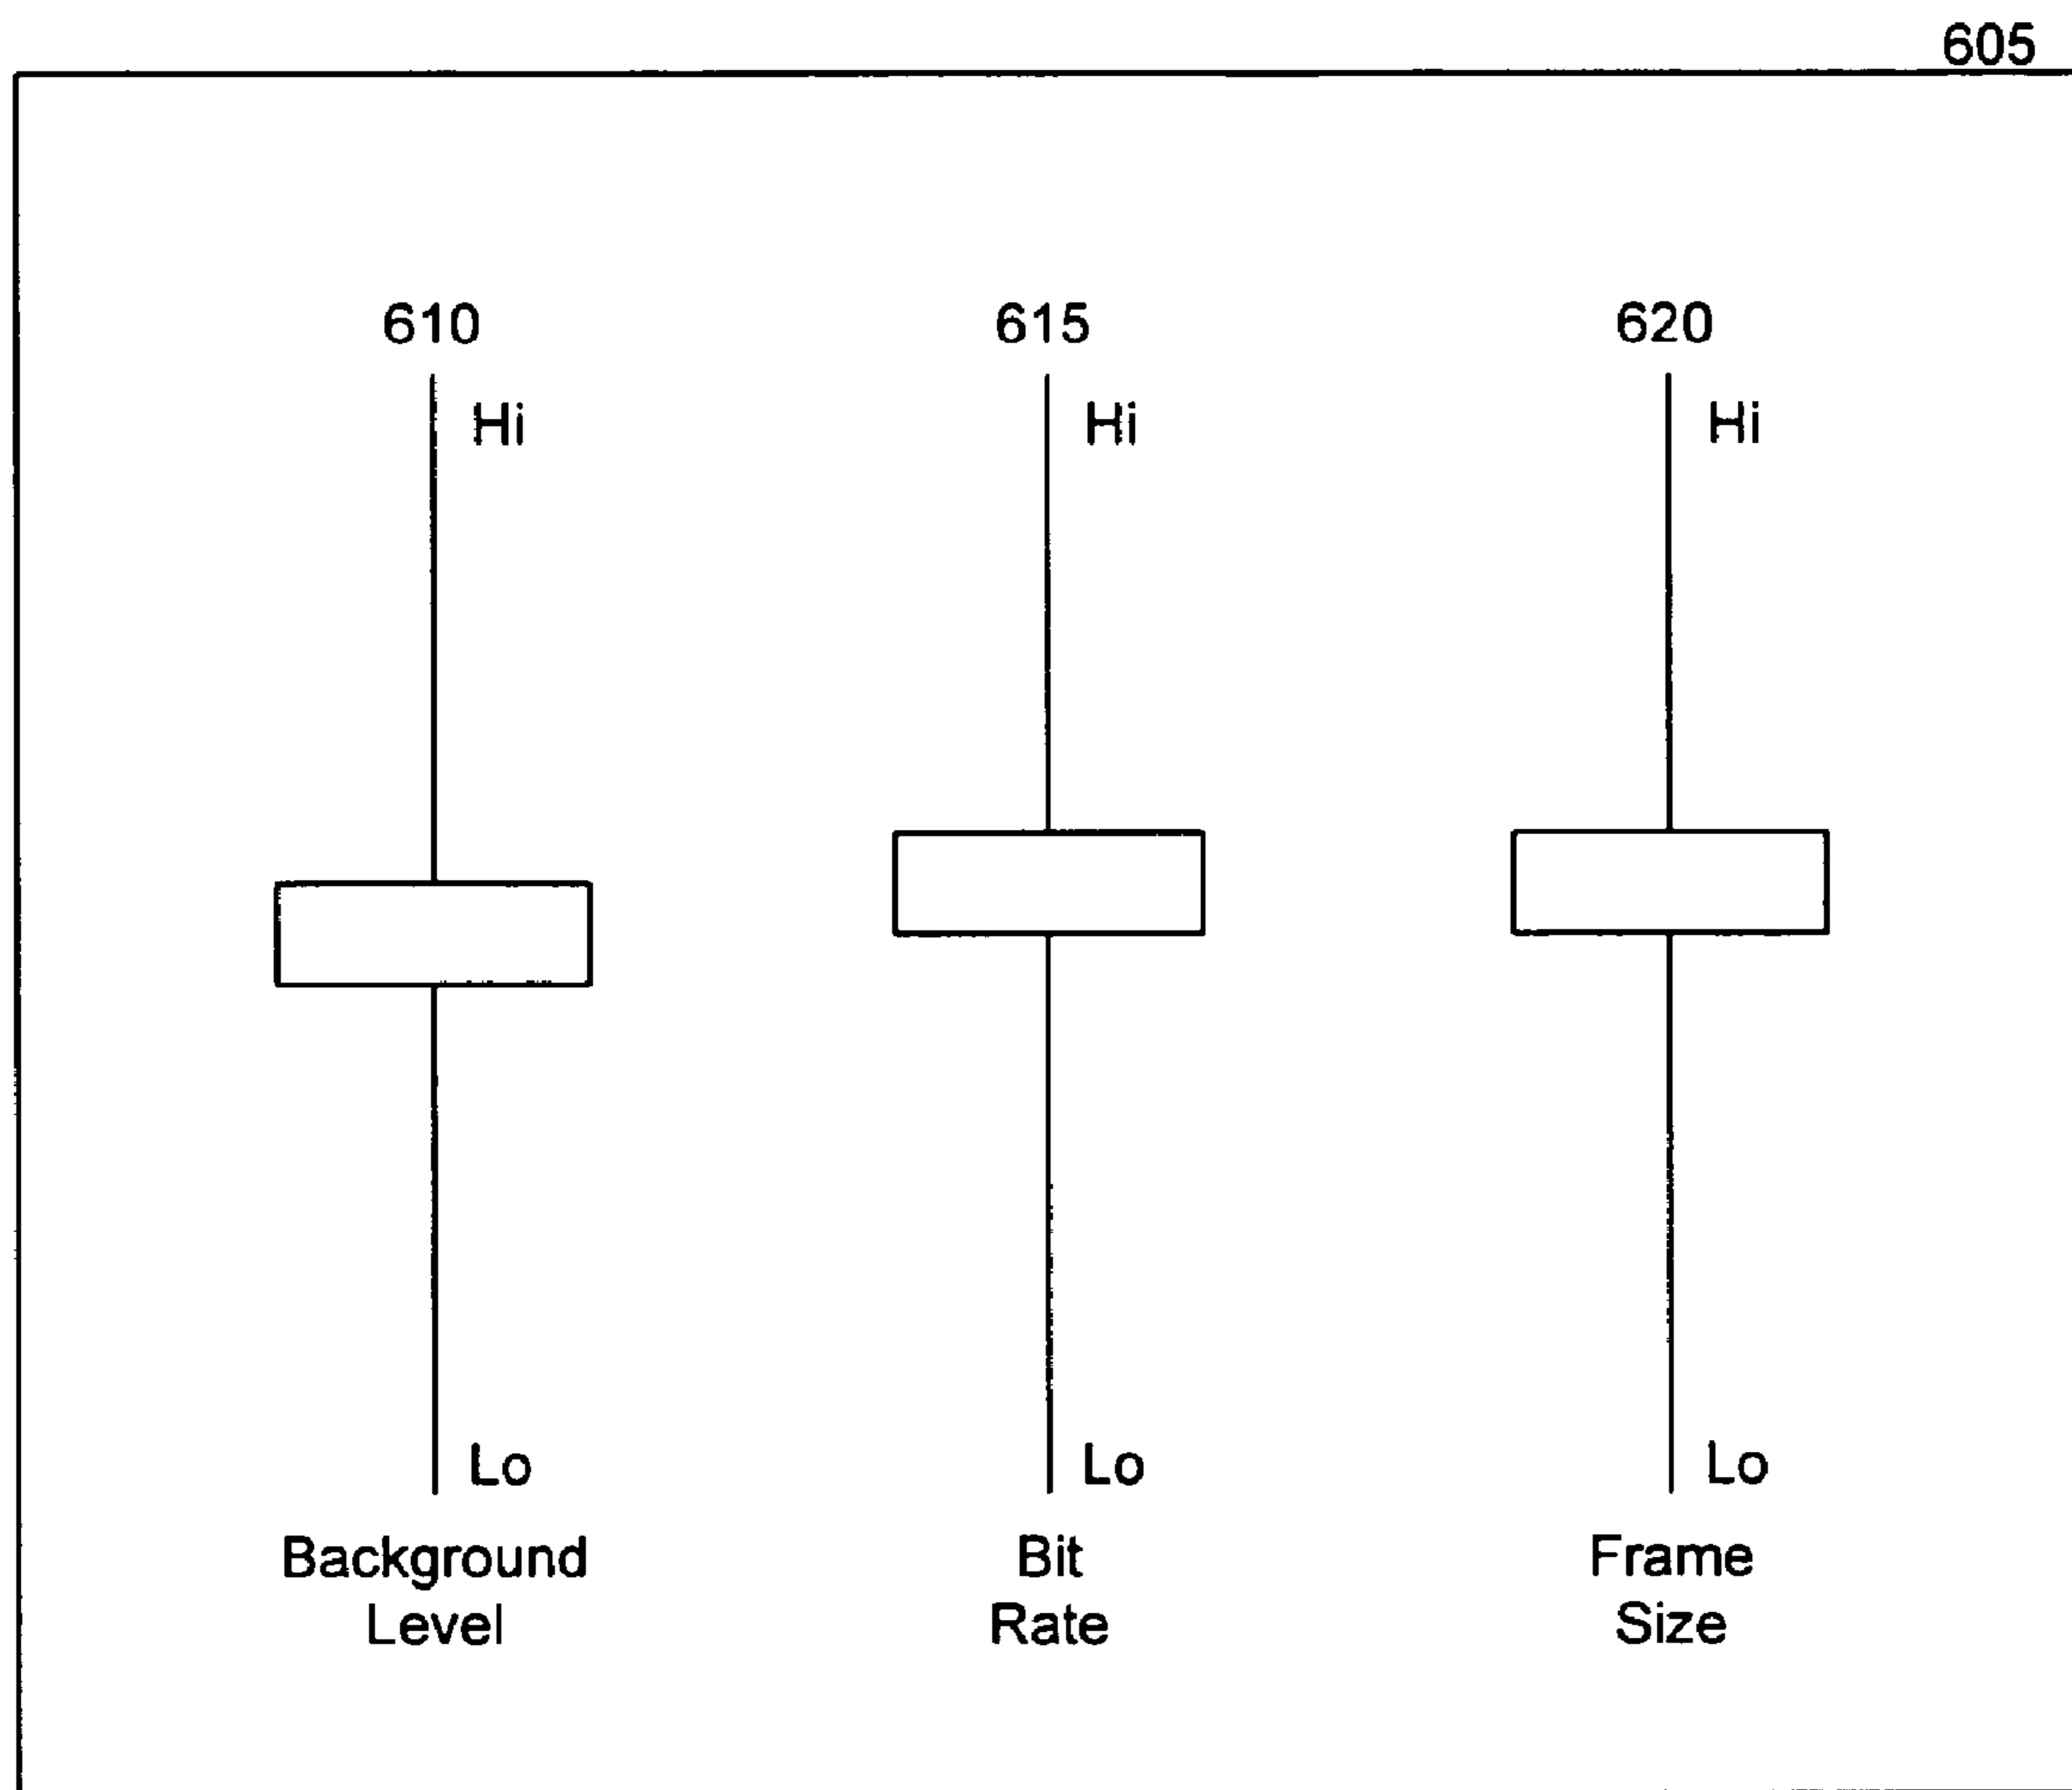 605
610 615 620
Hi Hi Hi
Lo Lo Lo
Background Bit Frame
Level Rate Size